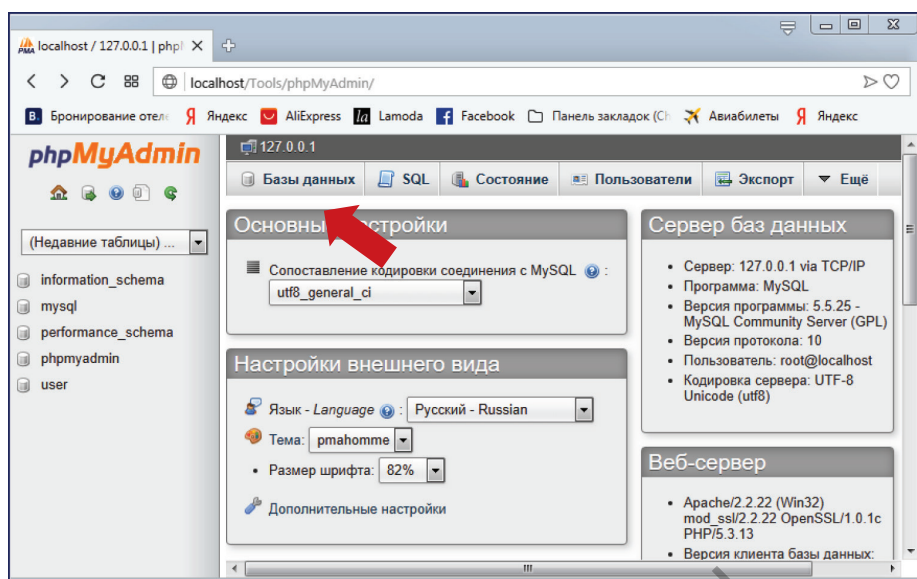 localhost / 127.0.0.1 | phpl
localhost/Tools/phpMyAdmin/
B. Бронирование отеле Я Яндекс AliExpress la Lamoda f Facebook Панель закладок (Ch Авиабилеты Я Яндекс
phpMyAdmin
(Недавние таблицы) ...
information_schema
mysql
performance_schema
phpmyadmin
user
127.0.0.1
Базы данных SQL Состояние Пользователи Экспорт Ещё
Основны стройки
Сопоставление кодировки соединения с MySQL :
utf8_general_ci
Настройки внешнего вида
Язык - Language : Русский - Russian
Тема: pmahomme
• Размер шрифта: 82%
Дополнительные настройки
Сервер баз данных
• Сервер: 127.0.0.1 via TCP/IP
• Программа: MySQL
• Версия программы: 5.5.25 -
MySQL Community Server (GPL)
• Версия протокола: 10
• Пользователь: root@localhost
• Кодировка сервера: UTF-8
Unicode (utf8)
Веб-сервер
• Apache/2.2.22 (Win32)
mod_ssl/2.2.22 OpenSSL/1.0.1c
PHP/5.3.13
• Версия клиента базы данных: